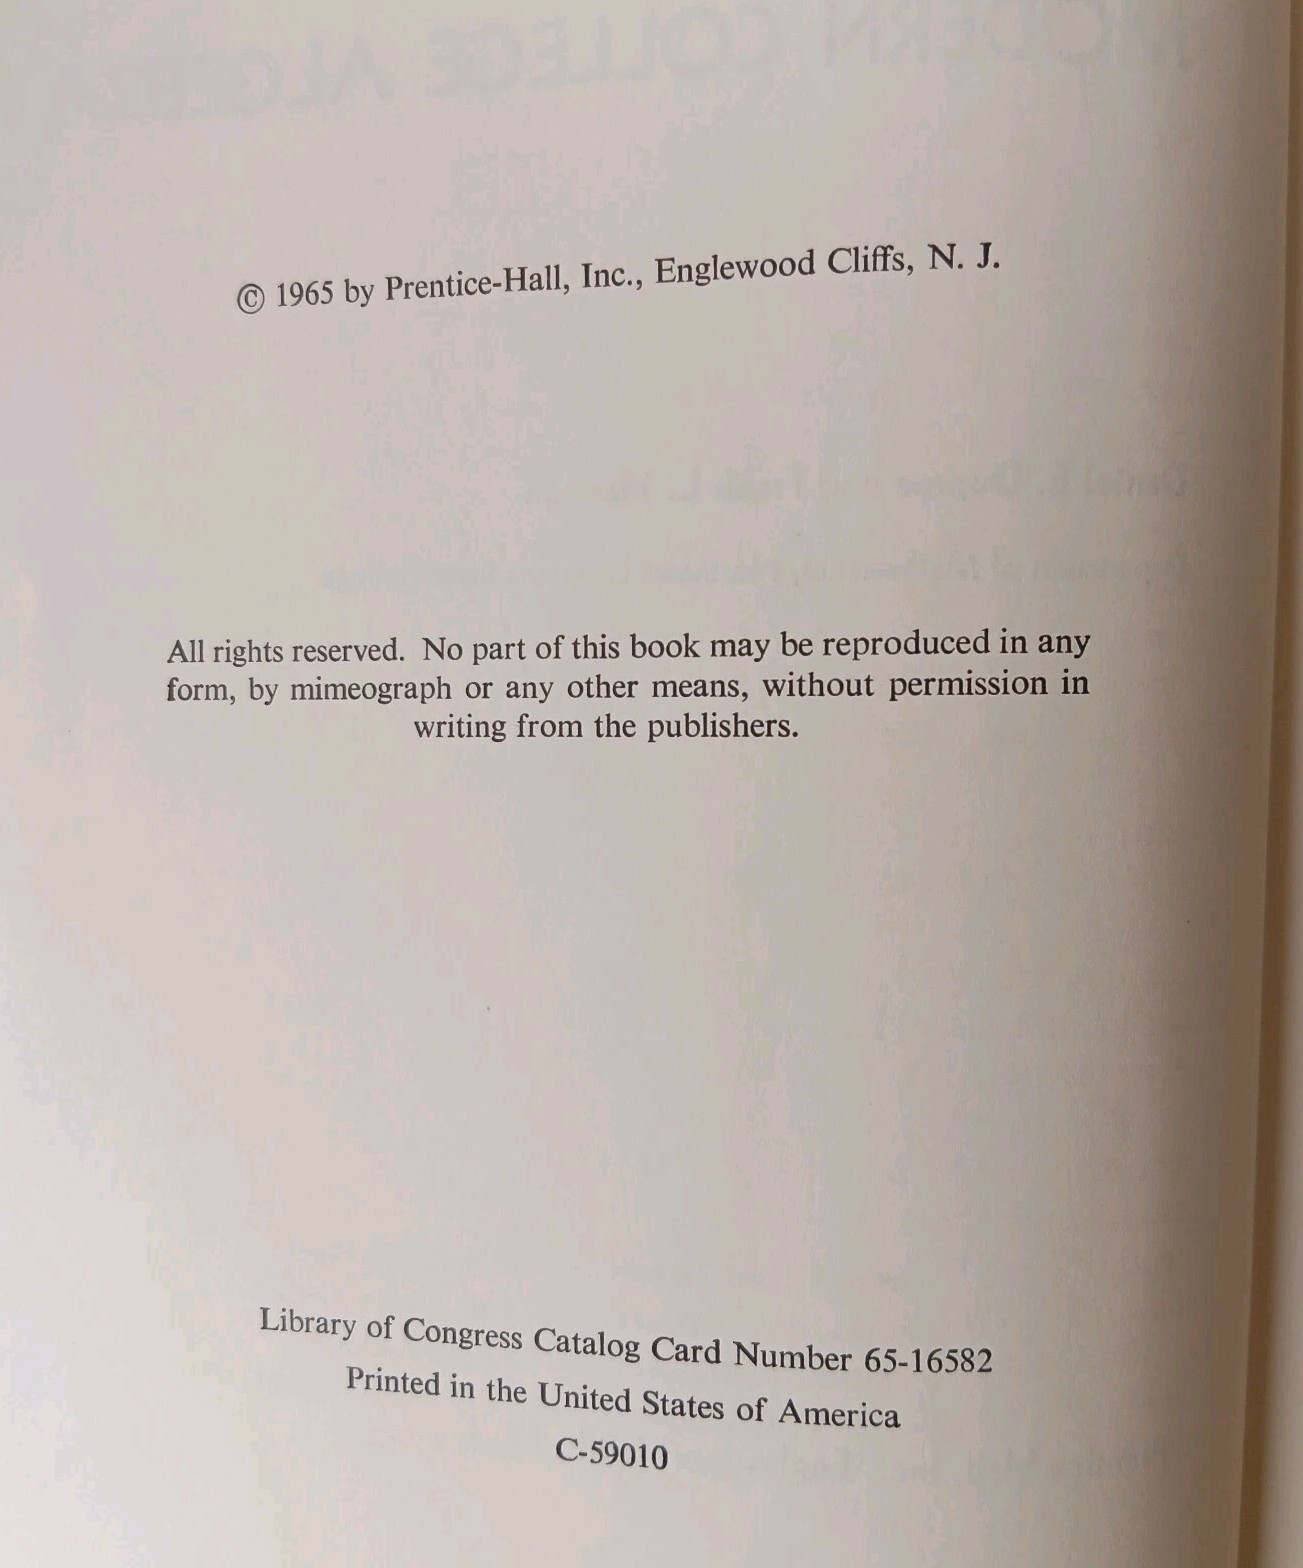 © 1965 by Prentice-Hall, Inc., Englewood Cliffs, N. J.
All rights reserved. No part of this book may be reproduced in any
form, by mimeograph or any other means, without permission in
writing from the publishers.
Library of Congress Catalog Card Number 65-16582
Printed in the United States of America
C-59010